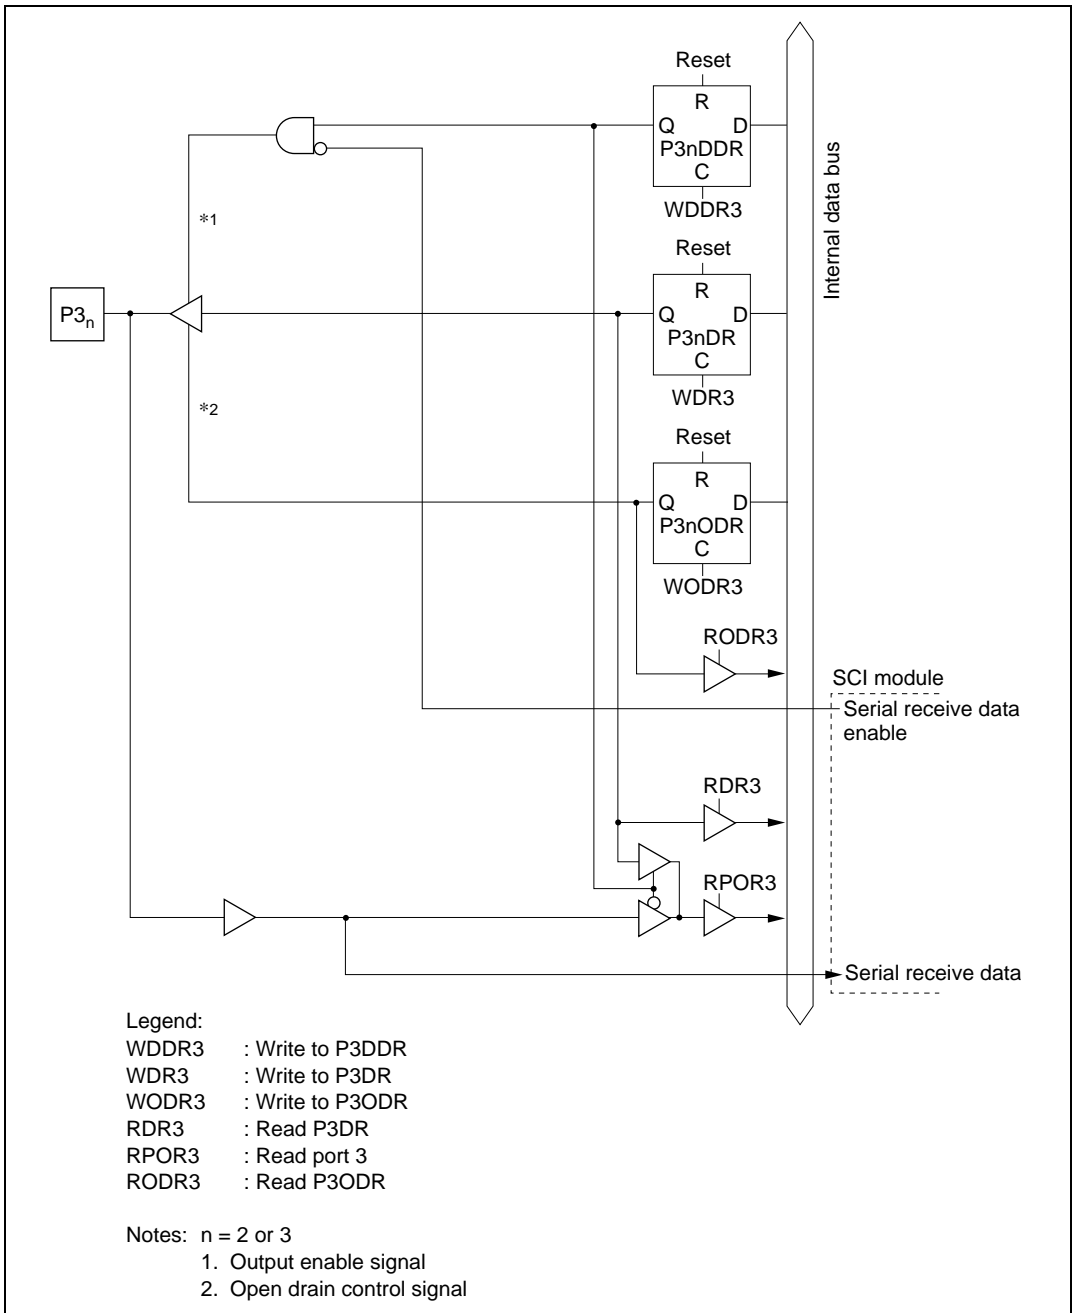 Reset
R
Q D
P3nDDR
C
WDDR3
Internal data bus
*1
Reset
R
P3n
Q D
P3nDR
C
WDR3
*2
Reset
R
Q D
P3nODR
C
WODR3
RODR3
SCI module
Serial receive data
enable
RDR3
RPOR3
Serial receive data
Legend:
WDDR3 : Write to P3DDR
WDR3 : Write to P3DR
WODR3 : Write to P3ODR
RDR3 : Read P3DR
RPOR3 : Read port 3
RODR3 : Read P3ODR
Notes: n = 2 or 3
1. Output enable signal
2. Open drain control signal